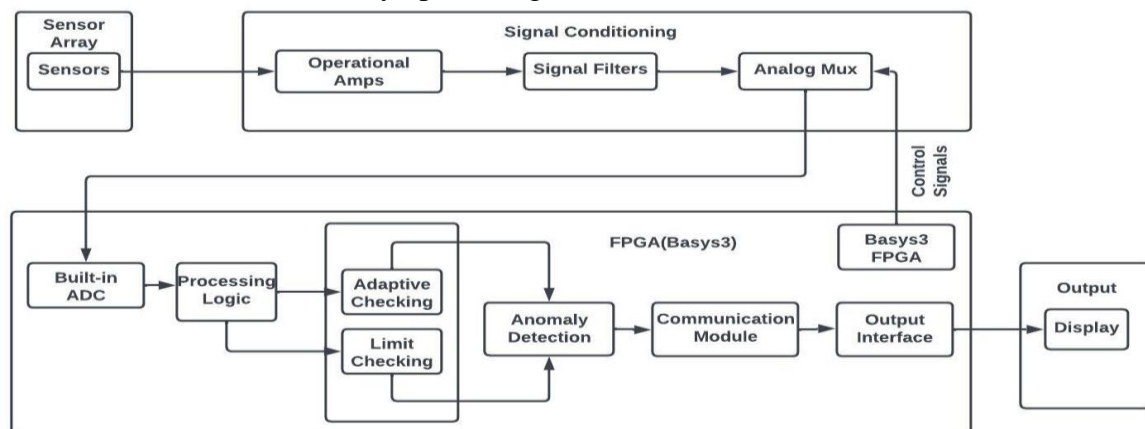 Sensor
Array
Sensors
Signal Conditioning
Operational
Amps
Signal Filters
Analog Mux
Control
Signals
FPGA(Basys3)
Basys3
FPGA
Built-in
ADC
Processing
Logic
Adaptive
Checking
Limit
Checking
Anomaly
Detection
Communication
Module
Output
Interface
Output
Display